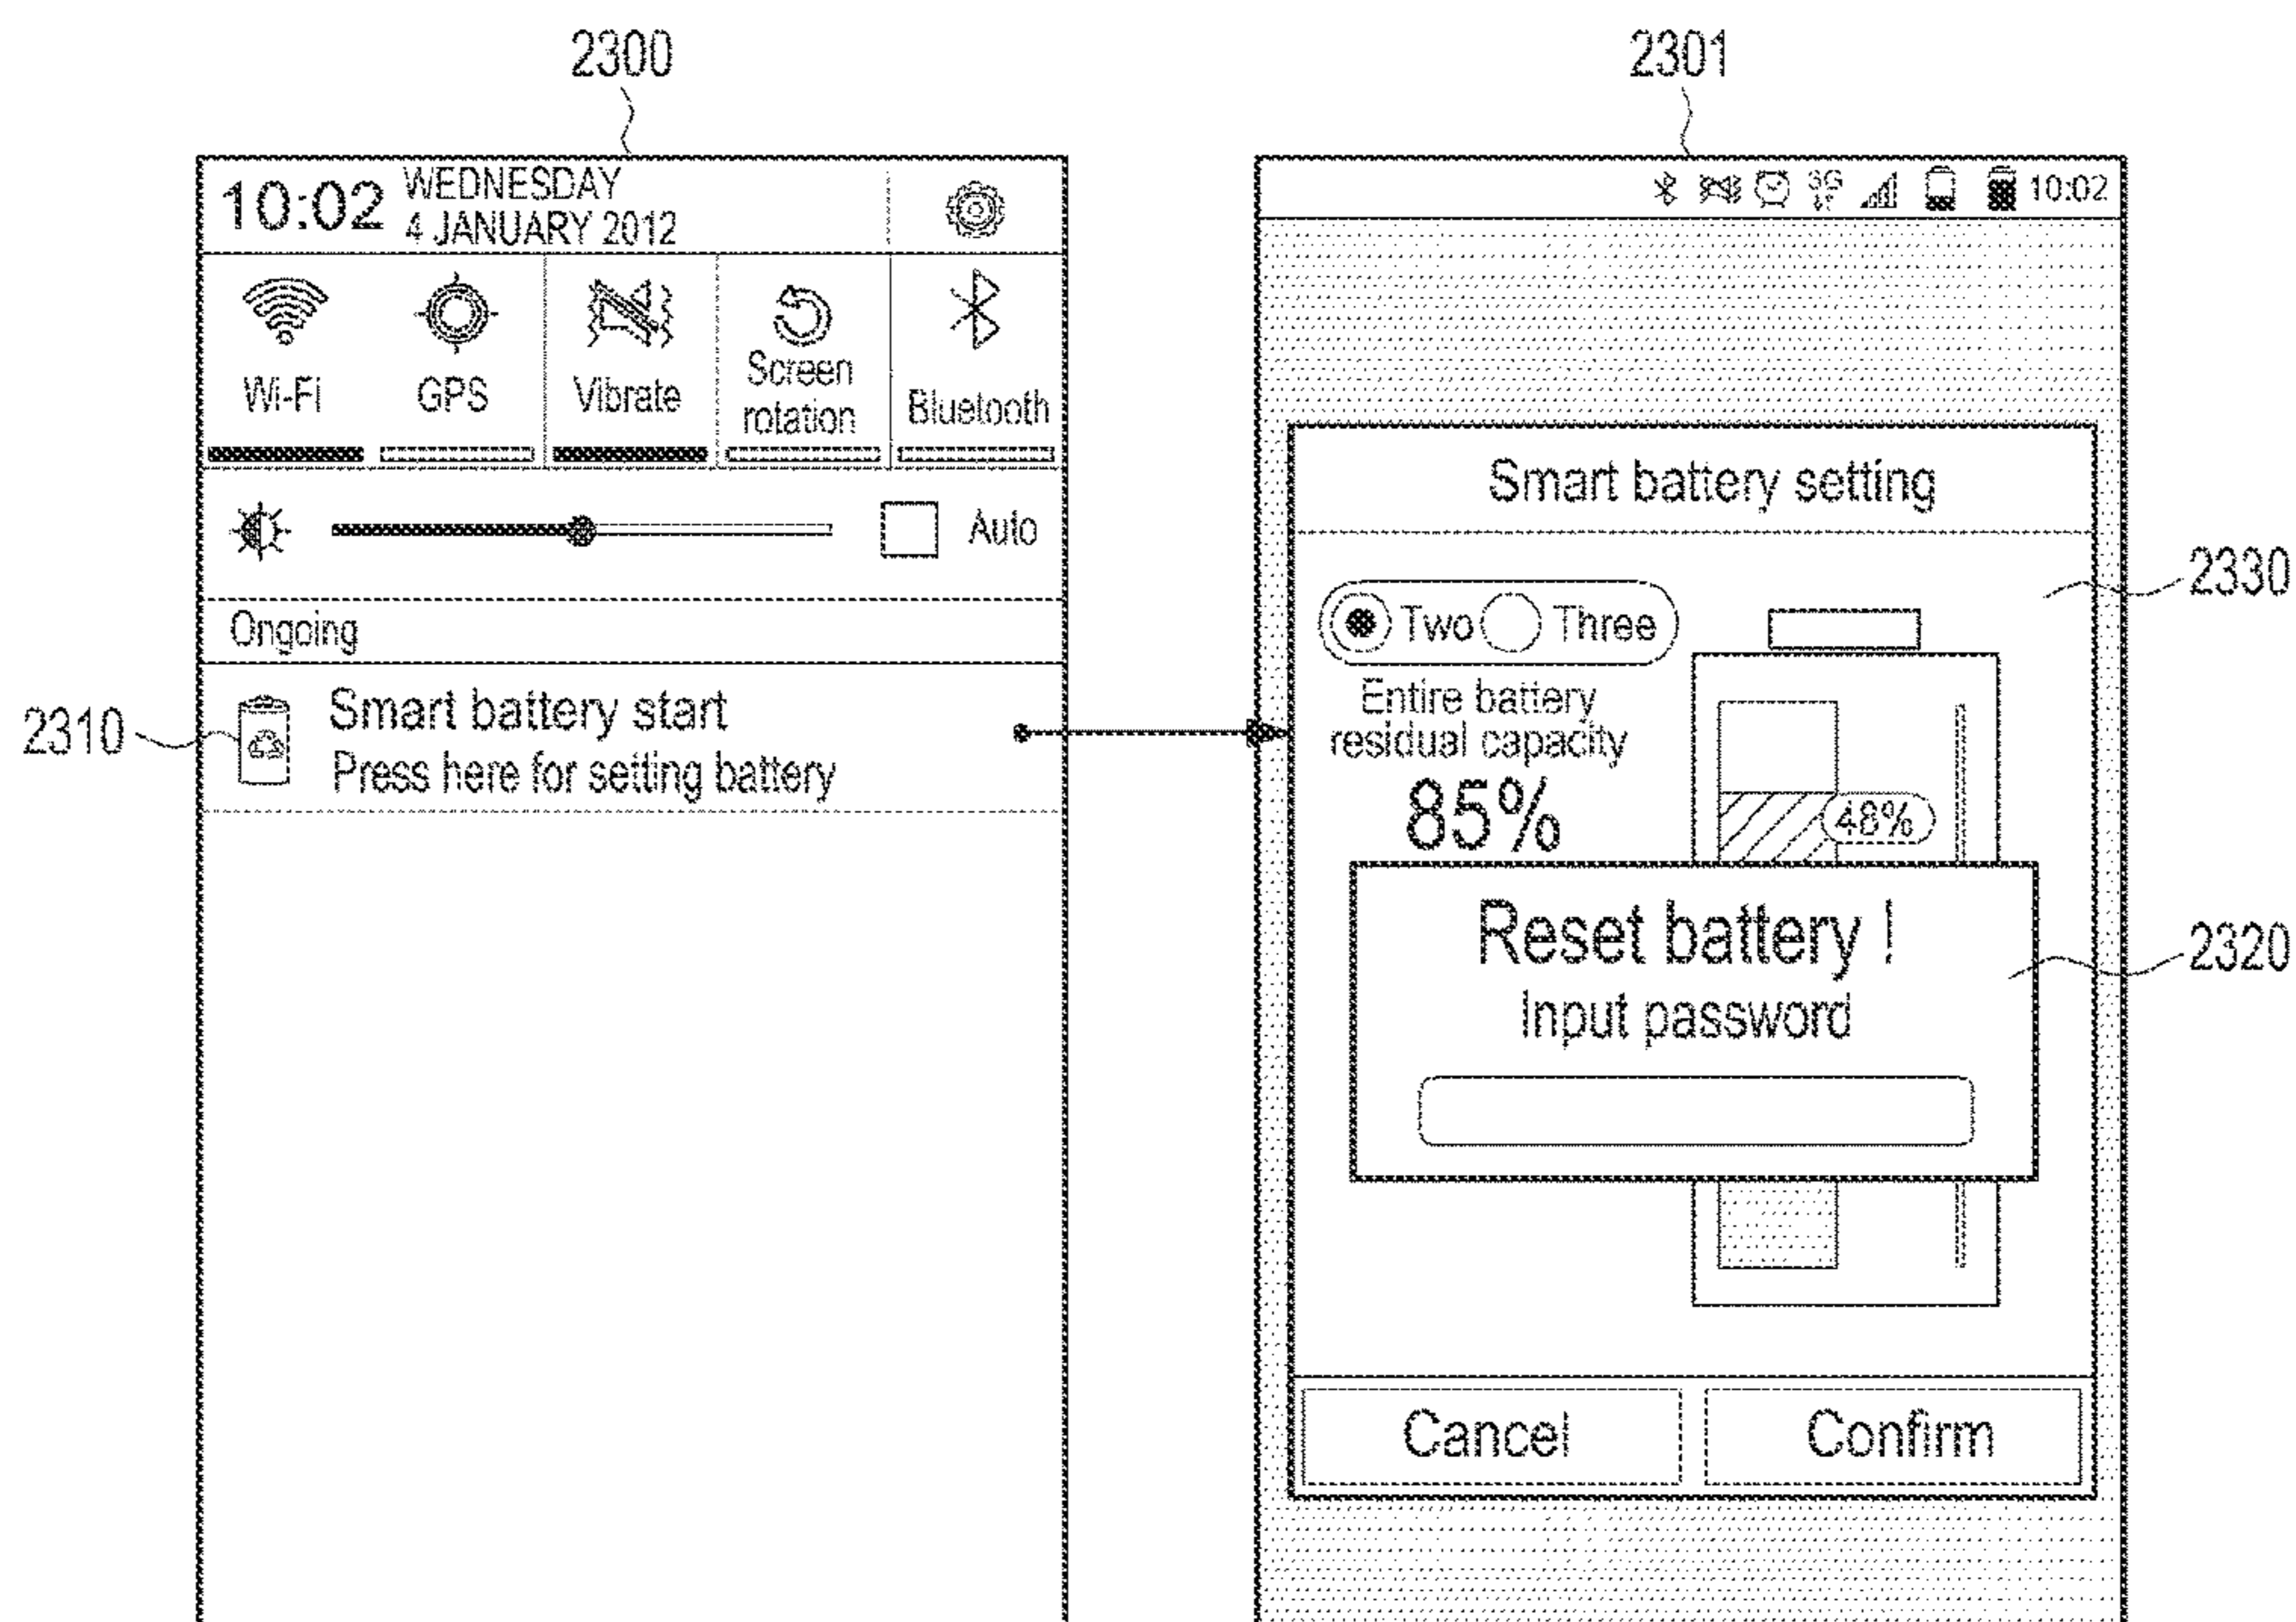 2300
10:02
WEDNESDAY
4 JANUARY 2012
Wi-Fi
GPS
Vibrate
Screen
rotation
Bluetooth
Auto
Ongoing
2310
Smart battery start
Press here for setting battery
2301
3G
10:02
Smart battery setting
2330
Two
Three
Entire battery
residual capacity
85%
48%
Reset battery !
2320
Input password
Cancel
Confirm